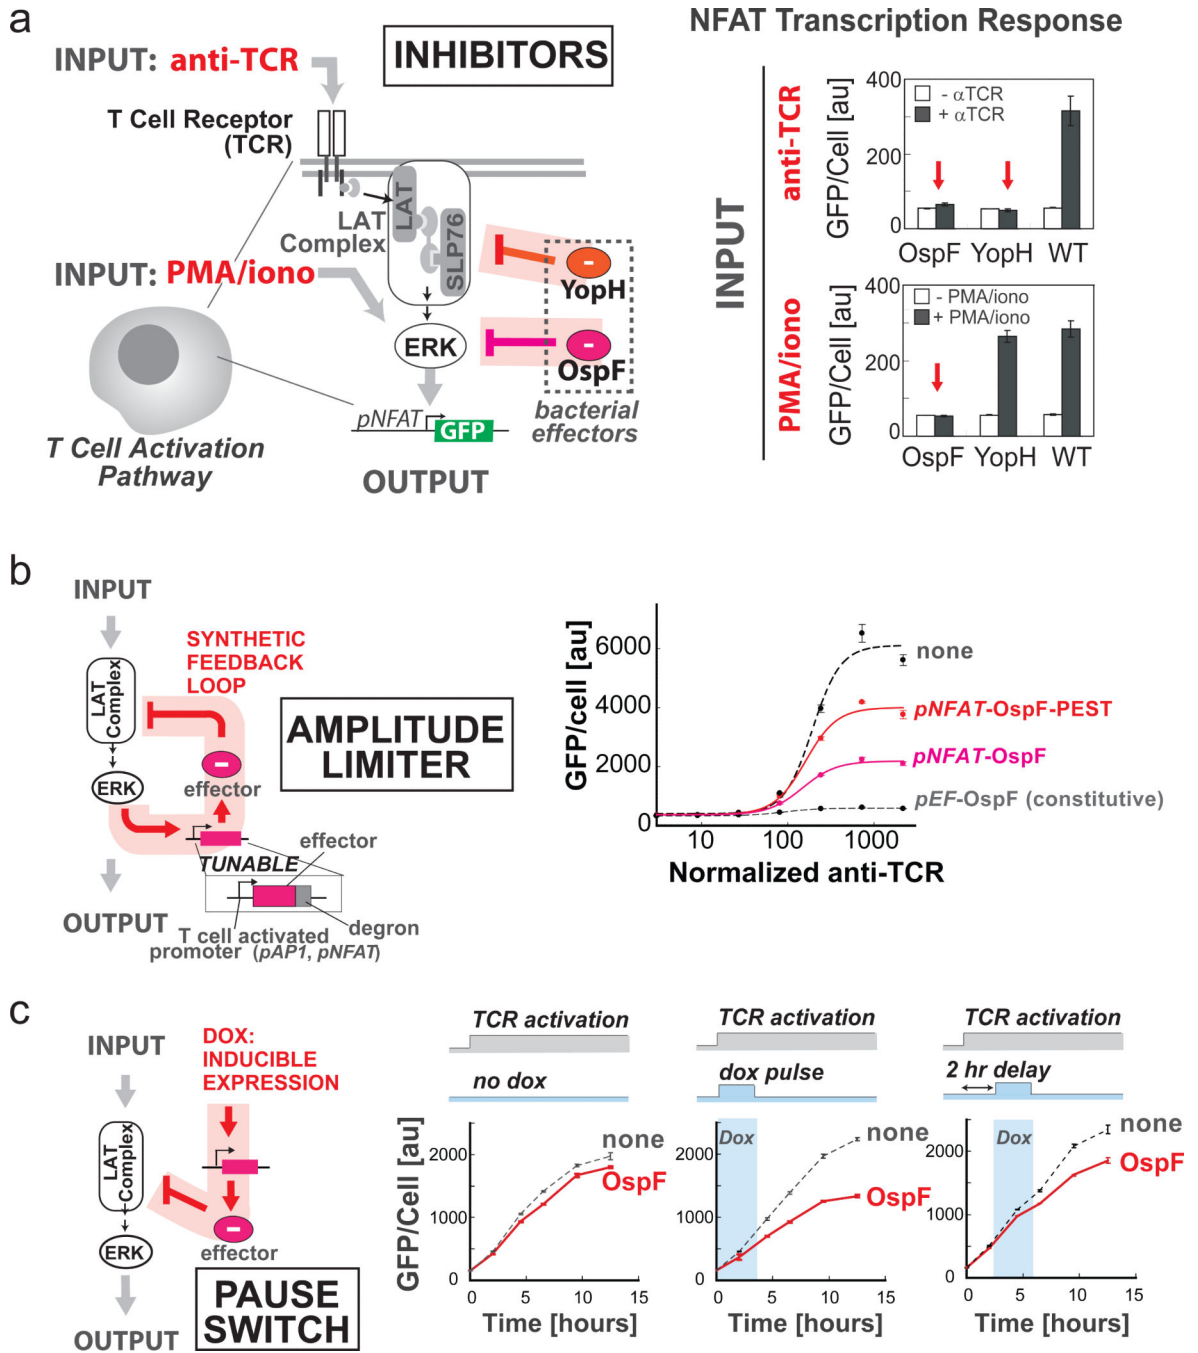 a
INPUT: anti-TCR
INHIBITORS
T Cell Receptor
(TCR)
LAT
LAT
Complex
SLP76
INPUT: PMA/iono
YopH
ERK
OspF
pNFAT
GFP
bacterial
effectors
T Cell Activation
Pathway
OUTPUT
NFAT Transcription Response
INPUT
anti-TCR
GFP/Cell [au]
400
200
0
- αTCR
+ αTCR
OspF YopH WT
PMA/iono
GFP/Cell [au]
400
200
0
- PMA/iono
+ PMA/iono
OspF YopH WT
b
INPUT
SYNTHETIC
FEEDBACK
LOOP
LAT
Complex
AMPLITUDE
LIMITER
ERK
effector
effector
TUNABLE
OUTPUT
degron
T cell activated
promoter (pAP1, pNFAT)
GFP/cell [au]
6000
4000
2000
0
none
pNFAT-OspF-PEST
pNFAT-OspF
pEF-OspF (constitutive)
10 100 1000
Normalized anti-TCR
c
INPUT
DOX:
INDUCIBLE
EXPRESSION
LAT
Complex
ERK
effector
OUTPUT
PAUSE
SWITCH
TCR activation
no dox
GFP/Cell [au]
2000
1000
0
none
OspF
0 5 10 15
Time [hours]
TCR activation
dox pulse
Dox
2000
1000
0
none
OspF
0 5 10 15
Time [hours]
TCR activation
2 hr delay
Dox
2000
1000
0
none
OspF
0 5 10 15
Time [hours]